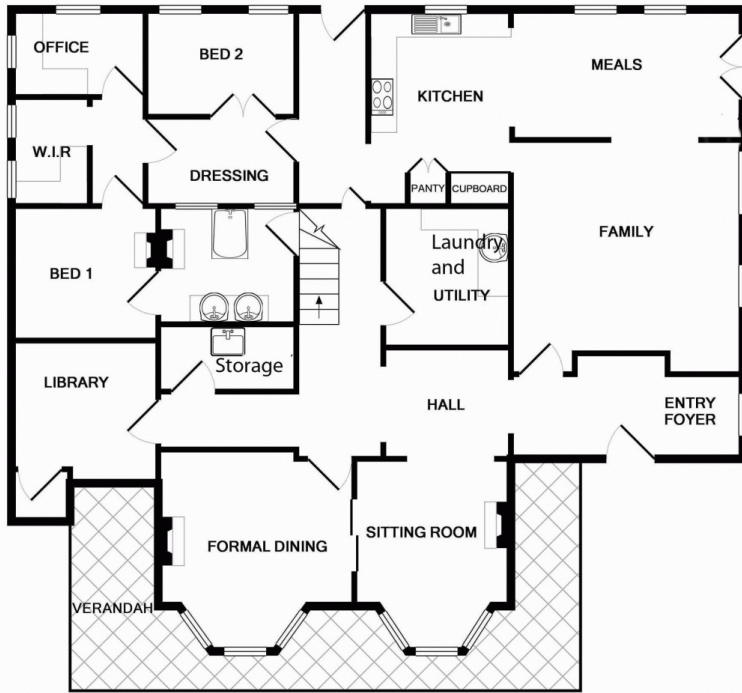 OFFICE
BED 2
KITCHEN
MEALS
W.I.R
DRESSING
PANTY
CUPBOARD
FAMILY
BED 1
Laundry
and
UTILITY
LIBRARY
Storage
HALL
ENTRY
FOYER
FORMAL DINING
SITTING ROOM
VERANDAH